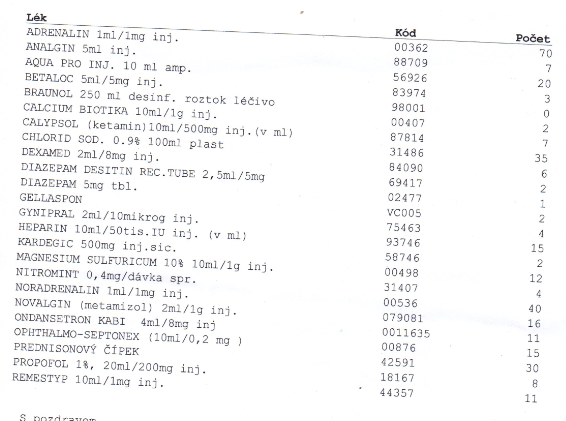 Lék Kód Počet
ADRENALIN 1ml/1mg inj. 00362 70
ANALGIN 5ml inj. 88709 7
AQUA PRO INJ. 10 ml amp. 56926 20
BETALOC 5ml/5mg inj. 83974 3
BRAUNOL 250 ml desinf. roztok léčivo 98001 0
CALCIUM BIOTIKA 10ml/1g inj. 00407 2
CALYPSOL (ketamin)10ml/500mg inj.(v ml) 87814 7
CHLORID SOD. 0.9% 100ml plast 31486 35
DEXAMED 2ml/8mg inj. 84090 6
DIAZEPAM DESITIN REC.TUBE 2,5ml/5mg 69417 2
DIAZEPAM 5mg tbl. 02477 1
GELLASPON VC005 2
GYNIPRAL 2ml/10mikrog inj. 75463 4
HEPARIN 10ml/50tis.IU inj. (v ml) 93746 15
KARDEGIC 500mg inj.sic. 58746 2
MAGNESIUM SULFURICUM 10% 10ml/1g inj. 00498 12
NITROMINT 0,4mg/dávka spr. 31407 4
NORADRENALIN 1ml/1mg inj. 00536 40
NOVALGIN (metamizol) 2ml/1g inj. 079081 16
ONDANSETRON KABI 4ml/8mg inj 0011635 11
OPHTHALMO-SEPTONEX (10ml/0,2 mg ) 00876 15
PREDNISONOVÝ ČÍPEK 42591 30
PROPOFOL 1%, 20ml/200mg inj. 18167 8
REMESTYP 10ml/1mg inj. 44357 11
S pozdravem